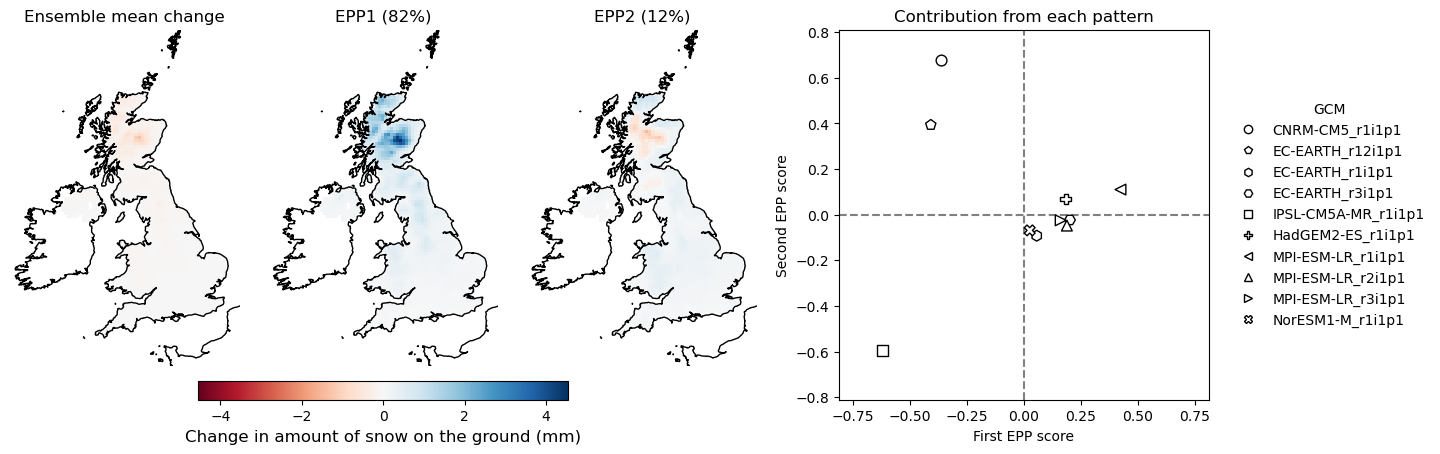 Ensemble mean change
EPP1 (82%)
EPP2 (12%)
Contribution from each pattern
0.8
0.6
0.4
0.2
0.0
−0.2
−0.4
−0.6
−0.8
Second EPP score
−0.75
−0.50
−0.25
0.00
0.25
0.50
0.75
First EPP score
GCM
CNRM-CM5_r1i1p1
EC-EARTH_r12i1p1
EC-EARTH_r1i1p1
EC-EARTH_r3i1p1
IPSL-CM5A-MR_r1i1p1
HadGEM2-ES_r1i1p1
MPI-ESM-LR_r1i1p1
MPI-ESM-LR_r2i1p1
MPI-ESM-LR_r3i1p1
NorESM1-M_r1i1p1
−4
−2
0
2
4
Change in amount of snow on the ground (mm)